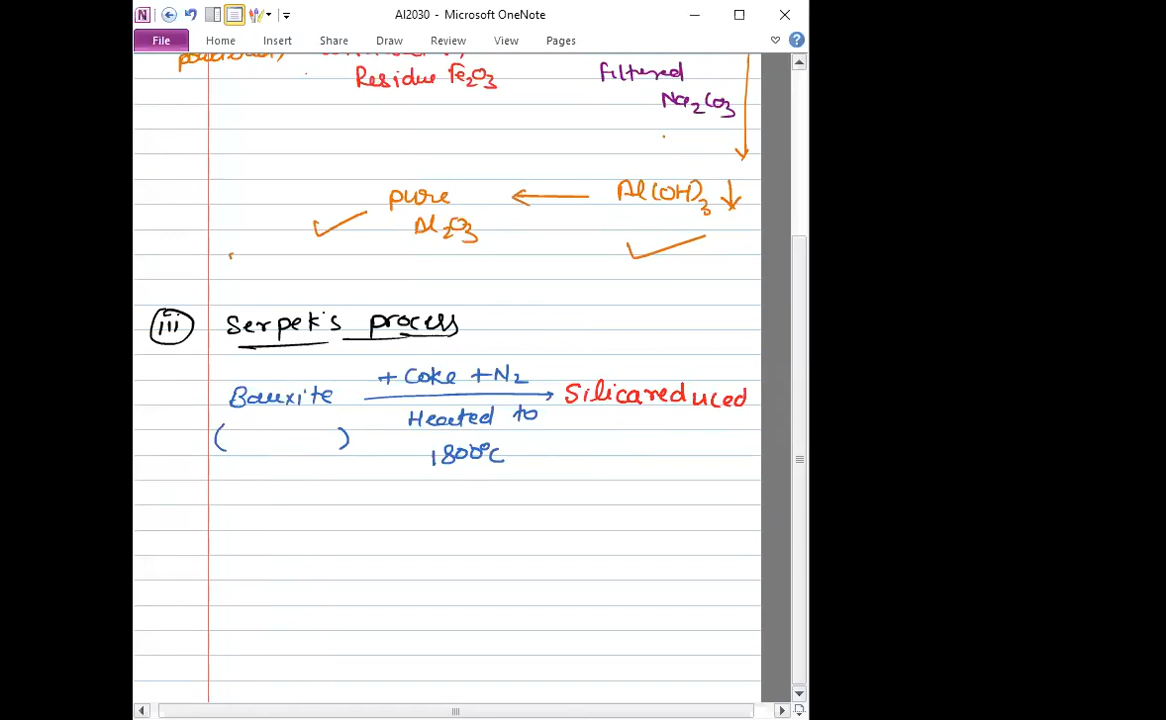 Al2030 - Microsoft OneNote
File Home Insert Share Draw Review View Pages
Residue Fe2O3
filtered
Na2CO3
pure ← Al(OH)3 ↓
Al2O3
iii Serpek's process
+ Coke + N2
Bauxite → Silica reduced
Heated to
( )
1800°C